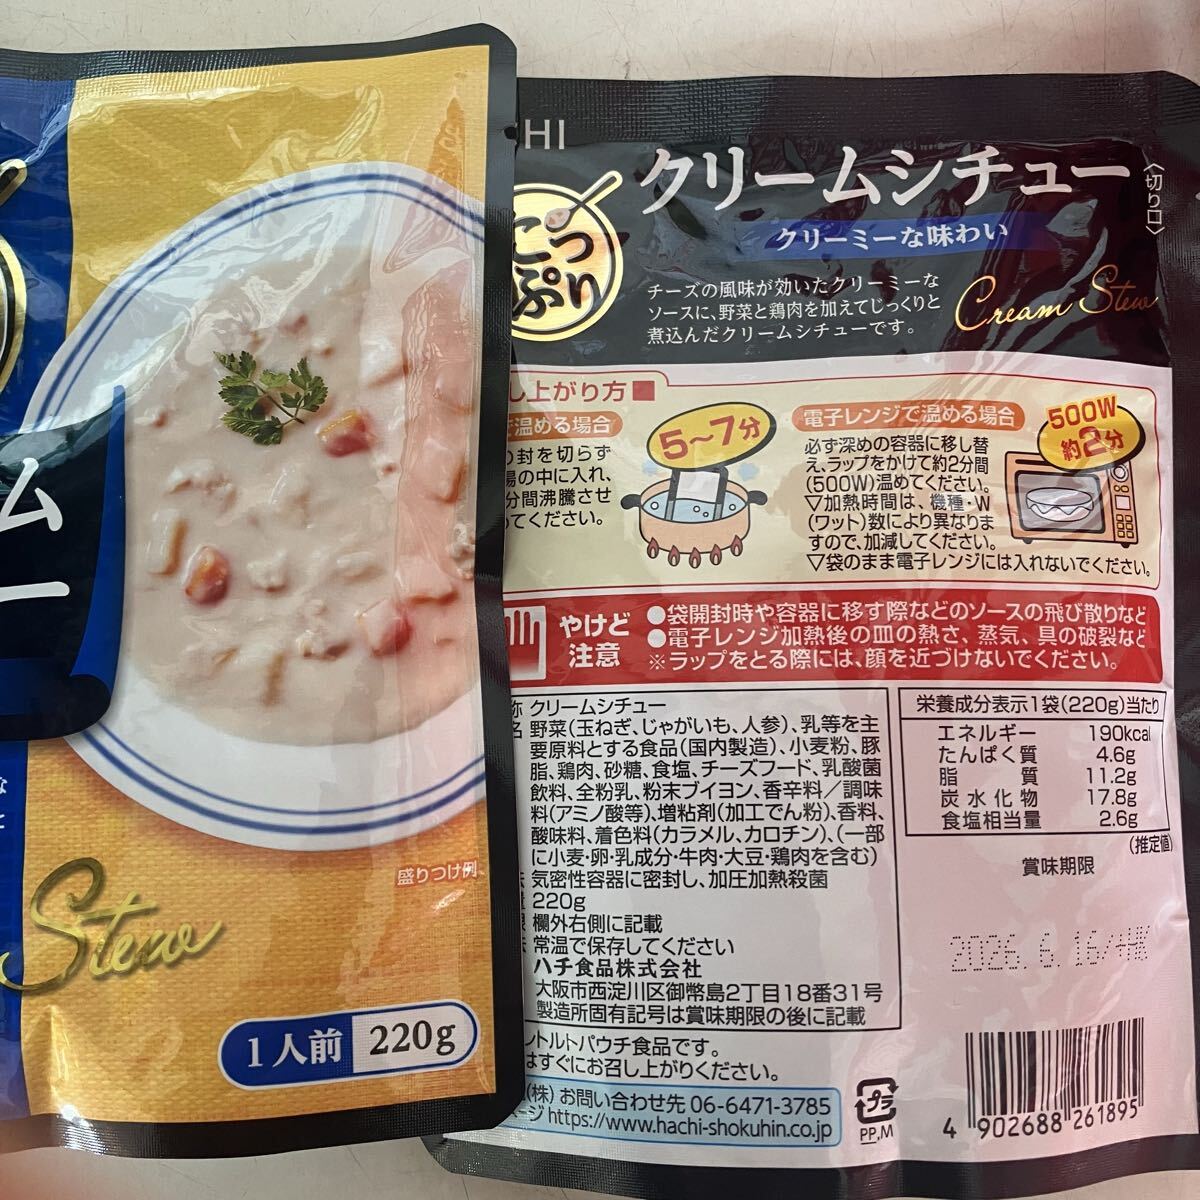 ム
ー
Stew
盛りつけ例
1人前 220g
HI
こってつぷり
クリームシチュー
〈切り口〉
クリーミーな味わい
チーズの風味が効いたクリーミーな
ソースに、野菜と鶏肉を加えてじっくりと
煮込んだクリームシチューです。
Cream Stew
し上がり方■
で温める場合
の封を切らず
湯の中に入れ、
分間沸騰させ
てください。
5〜7分
電子レンジで温める場合
必ず深めの容器に移し替
え、ラップをかけて約2分間
(500W)温めてください。
▽加熱時間は、機種・W
(ワット)数により異なりま
すので、加減してください。
▽袋のまま電子レンジには入れないでください。
500W
約2分
やけど
注意
●袋開封時や容器に移す際などのソースの飛び散りなど
●電子レンジ加熱後の皿の熱さ、蒸気、具の破裂など
※ラップをとる際には、顔を近づけないでください。
称 クリームシチュー
名 野菜(玉ねぎ、じゃがいも、人参)、乳等を主
要原料とする食品(国内製造)、小麦粉、豚
脂、鶏肉、砂糖、食塩、チーズフード、乳酸菌
飲料、全粉乳、粉末ブイヨン、香辛料/調味
料(アミノ酸等)、増粘剤(加工でん粉)、香料、
酸味料、着色料(カラメル、カロチン)、(一部
に小麦・卵・乳成分・牛肉・大豆・鶏肉を含む)
法 気密性容器に密封し、加圧加熱殺菌
量 220g
限 欄外右側に記載
法 常温で保存してください
ハチ食品株式会社
大阪市西淀川区御幣島2丁目18番31号
製造所固有記号は賞味期限の後に記載
栄養成分表示1袋(220g)当たり
エネルギー 190kcal
たんぱく質 4.6g
脂質 11.2g
炭水化物 17.8g
食塩相当量 2.6g
(推定値)
賞味期限
2026.6.16/HK
レトルトパウチ食品です。
はすぐにお召し上がりください。
(株) お問い合わせ先 06-6471-3785
ページ https://www.hachi-shokuhin.co.jp
プラ
PP,M
4 902688 261895